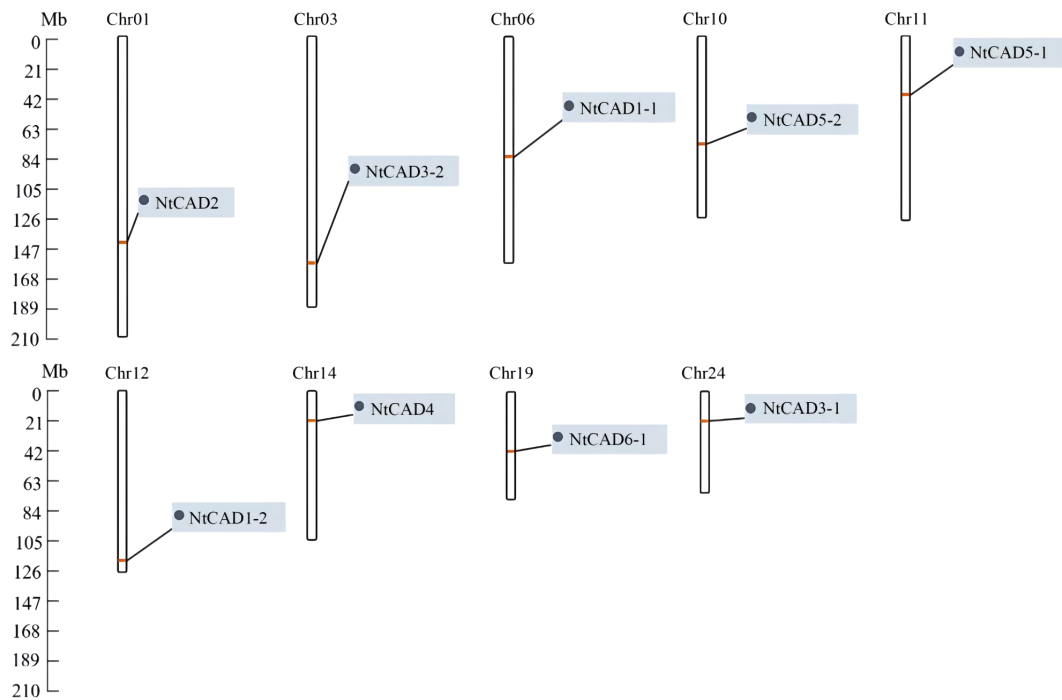 Mb Chr01 Chr03 Chr06 Chr10 Chr11
0
NtCAD5-1
21
42
NtCAD1-1
63
NtCAD5-2
84
NtCAD3-2
105
NtCAD2
126
147
168
189
210
Mb Chr12 Chr14 Chr19 Chr24
0
NtCAD4 NtCAD3-1
21
42
NtCAD6-1
63
84
NtCAD1-2
105
126
147
168
189
210